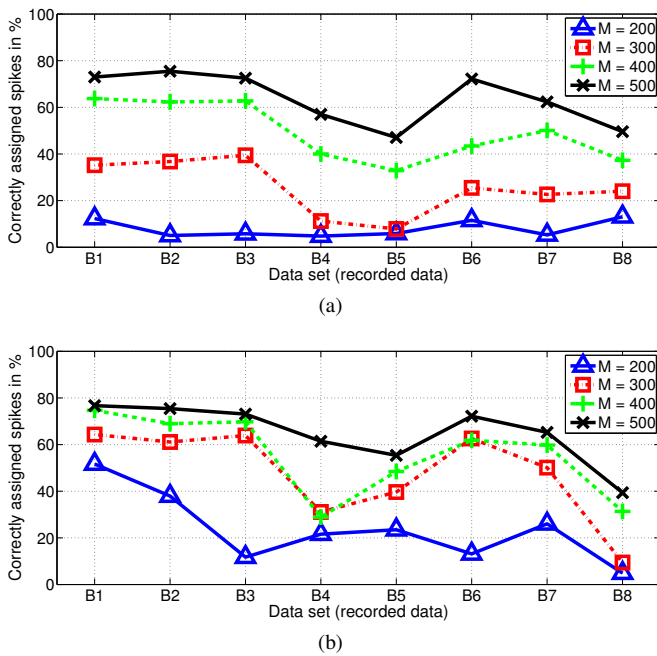 100
80
60
40
20
0
Correctly assigned spikes in %
M = 200
M = 300
M = 400
M = 500
B1 B2 B3 B4 B5 B6 B7 B8
Data set (recorded data)
(a)
100
80
60
40
20
0
Correctly assigned spikes in %
M = 200
M = 300
M = 400
M = 500
B1 B2 B3 B4 B5 B6 B7 B8
Data set (recorded data)
(b)